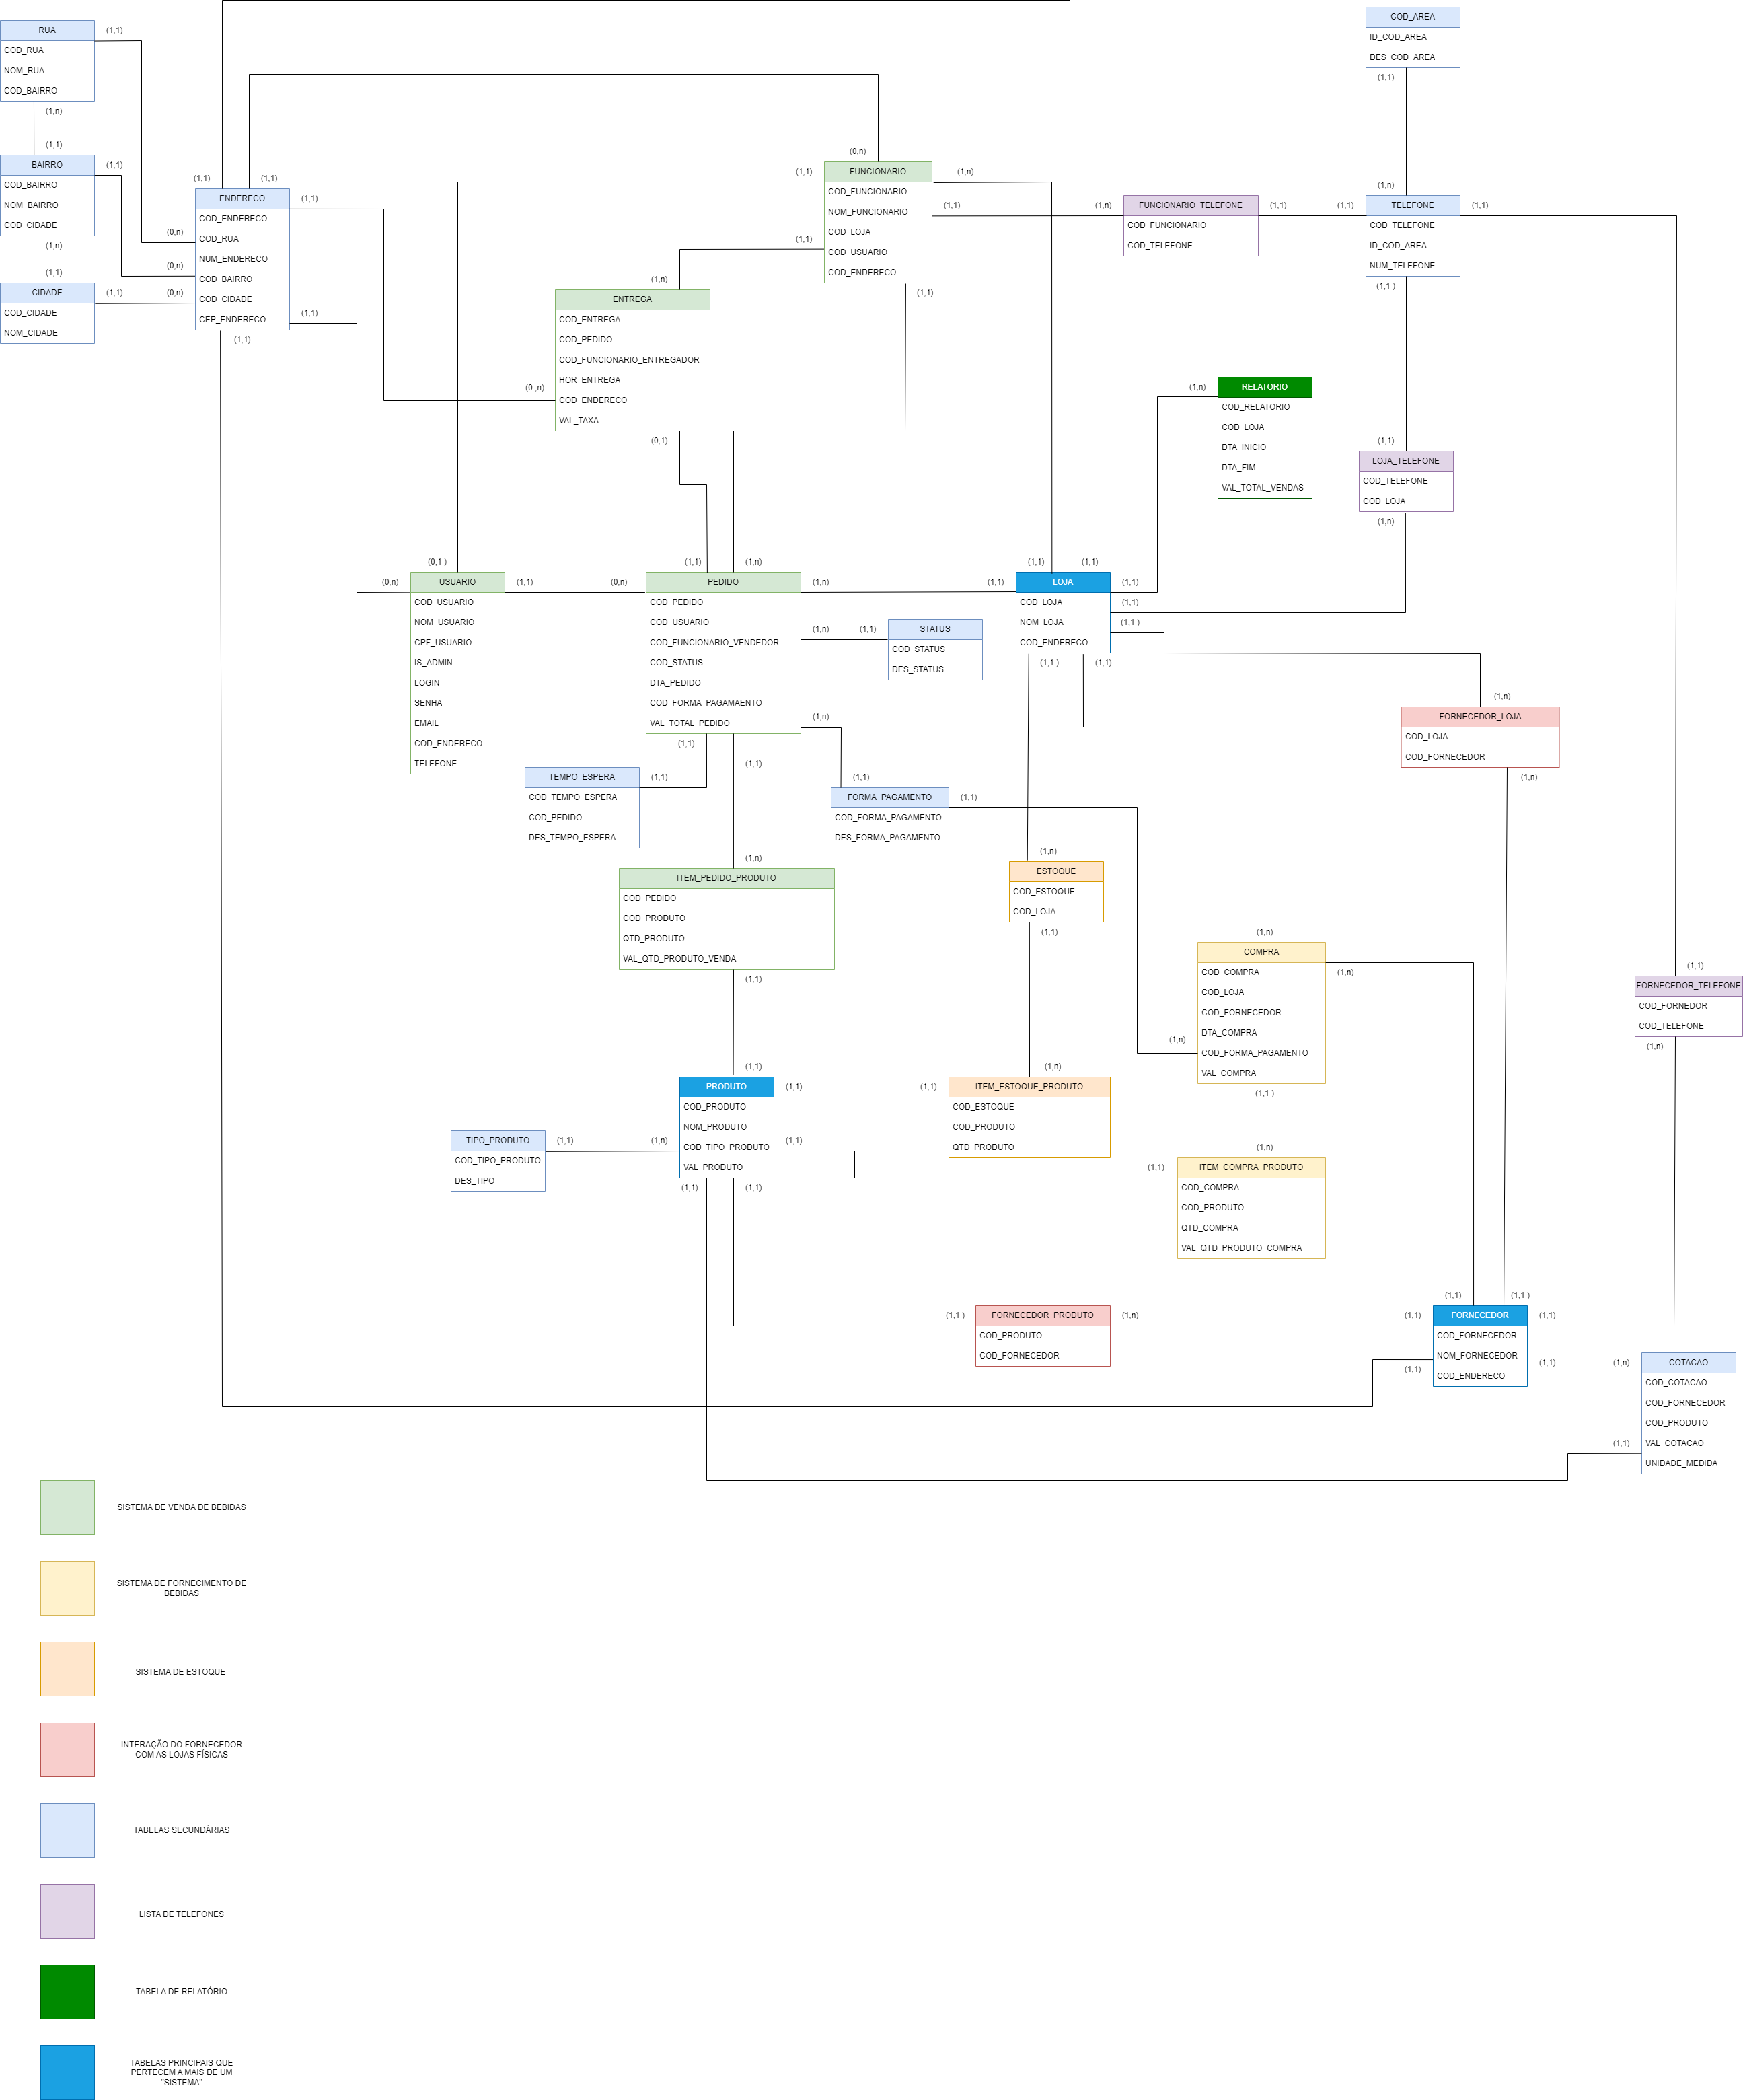 RUA
COD_RUA
NOM_RUA
COD_BAIRRO
(1,1)
(1,n)
(1,1)
BAIRRO
COD_BAIRRO
NOM_BAIRRO
COD_CIDADE
(1,1)
(1,n)
(1,1)
CIDADE
COD_CIDADE
NOM_CIDADE
(1,1)
(0,n)
(0,n)
(0,n)
(1,1)
(1,1)
ENDERECO
COD_ENDERECO
COD_RUA
NUM_ENDERECO
COD_BAIRRO
COD_CIDADE
CEP_ENDERECO
(1,1)
(1,1)
(1,1)
(0,n)
(1,1)
(1,n)
FUNCIONARIO
COD_FUNCIONARIO
NOM_FUNCIONARIO
COD_LOJA
COD_USUARIO
COD_ENDERECO
(1,1)
(1,1)
(1,1)
(1,n)
ENTREGA
COD_ENTREGA
COD_PEDIDO
COD_FUNCIONARIO_ENTREGADOR
HOR_ENTREGA
COD_ENDERECO
VAL_TAXA
(0 ,n)
(0,1)
(1,n)
FUNCIONARIO_TELEFONE
COD_FUNCIONARIO
COD_TELEFONE
(1,1)
COD_AREA
ID_COD_AREA
DES_COD_AREA
(1,1)
(1,n)
(1,1)
TELEFONE
COD_TELEFONE
ID_COD_AREA
NUM_TELEFONE
(1,1)
(1,1 )
(1,n)
RELATORIO
COD_RELATORIO
COD_LOJA
DTA_INICIO
DTA_FIM
VAL_TOTAL_VENDAS
(1,1)
LOJA_TELEFONE
COD_TELEFONE
COD_LOJA
(1,n)
(0,1 )
(0,n)
USUARIO
COD_USUARIO
NOM_USUARIO
CPF_USUARIO
IS_ADMIN
LOGIN
SENHA
EMAIL
COD_ENDERECO
TELEFONE
(1,1)
(0,n)
(1,1)
(1,n)
PEDIDO
COD_PEDIDO
COD_USUARIO
COD_FUNCIONARIO_VENDEDOR
COD_STATUS
DTA_PEDIDO
COD_FORMA_PAGAMAENTO
VAL_TOTAL_PEDIDO
(1,n)
(1,n)
(1,n)
(1,1)
(1,1)
(1,1)
STATUS
COD_STATUS
DES_STATUS
(1,1)
(1,1)
(1,1)
LOJA
COD_LOJA
NOM_LOJA
COD_ENDERECO
(1,1)
(1,1)
(1,1 )
(1,1 )
(1,1)
(1,n)
FORNECEDOR_LOJA
COD_LOJA
COD_FORNECEDOR
(1,n)
TEMPO_ESPERA
COD_TEMPO_ESPERA
COD_PEDIDO
DES_TEMPO_ESPERA
(1,1)
(1,1)
FORMA_PAGAMENTO
COD_FORMA_PAGAMENTO
DES_FORMA_PAGAMENTO
(1,1)
(1,n)
ITEM_PEDIDO_PRODUTO
COD_PEDIDO
COD_PRODUTO
QTD_PRODUTO
VAL_QTD_PRODUTO_VENDA
(1,1)
(1,n)
ESTOQUE
COD_ESTOQUE
COD_LOJA
(1,1)
(1,n)
COMPRA
COD_COMPRA
COD_LOJA
COD_FORNECEDOR
DTA_COMPRA
COD_FORMA_PAGAMENTO
VAL_COMPRA
(1,n)
(1,n)
(1,1 )
(1,1)
FORNECEDOR_TELEFONE
COD_FORNEDOR
COD_TELEFONE
(1,n)
(1,1)
PRODUTO
COD_PRODUTO
NOM_PRODUTO
COD_TIPO_PRODUTO
VAL_PRODUTO
(1,1)
(1,1)
(1,1)
(1,1)
(1,n)
(1,1)
TIPO_PRODUTO
COD_TIPO_PRODUTO
DES_TIPO
(1,1)
(1,n)
ITEM_ESTOQUE_PRODUTO
COD_ESTOQUE
COD_PRODUTO
QTD_PRODUTO
(1,n)
(1,1)
ITEM_COMPRA_PRODUTO
COD_COMPRA
COD_PRODUTO
QTD_COMPRA
VAL_QTD_PRODUTO_COMPRA
(1,1 )
FORNECEDOR_PRODUTO
COD_PRODUTO
COD_FORNECEDOR
(1,n)
(1,1)
(1,1 )
(1,1)
FORNECEDOR
COD_FORNECEDOR
NOM_FORNECEDOR
COD_ENDERECO
(1,1)
(1,1)
(1,1)
(1,n)
COTACAO
COD_COTACAO
COD_FORNECEDOR
COD_PRODUTO
VAL_COTACAO
UNIDADE_MEDIDA
(1,1)
SISTEMA DE VENDA DE BEBIDAS
SISTEMA DE FORNECIMENTO DE
BEBIDAS
SISTEMA DE ESTOQUE
INTERAÇÃO DO FORNECEDOR
COM AS LOJAS FÍSICAS
TABELAS SECUNDÁRIAS
LISTA DE TELEFONES
TABELA DE RELATÓRIO
TABELAS PRINCIPAIS QUE
PERTECEM A MAIS DE UM
"SISTEMA"